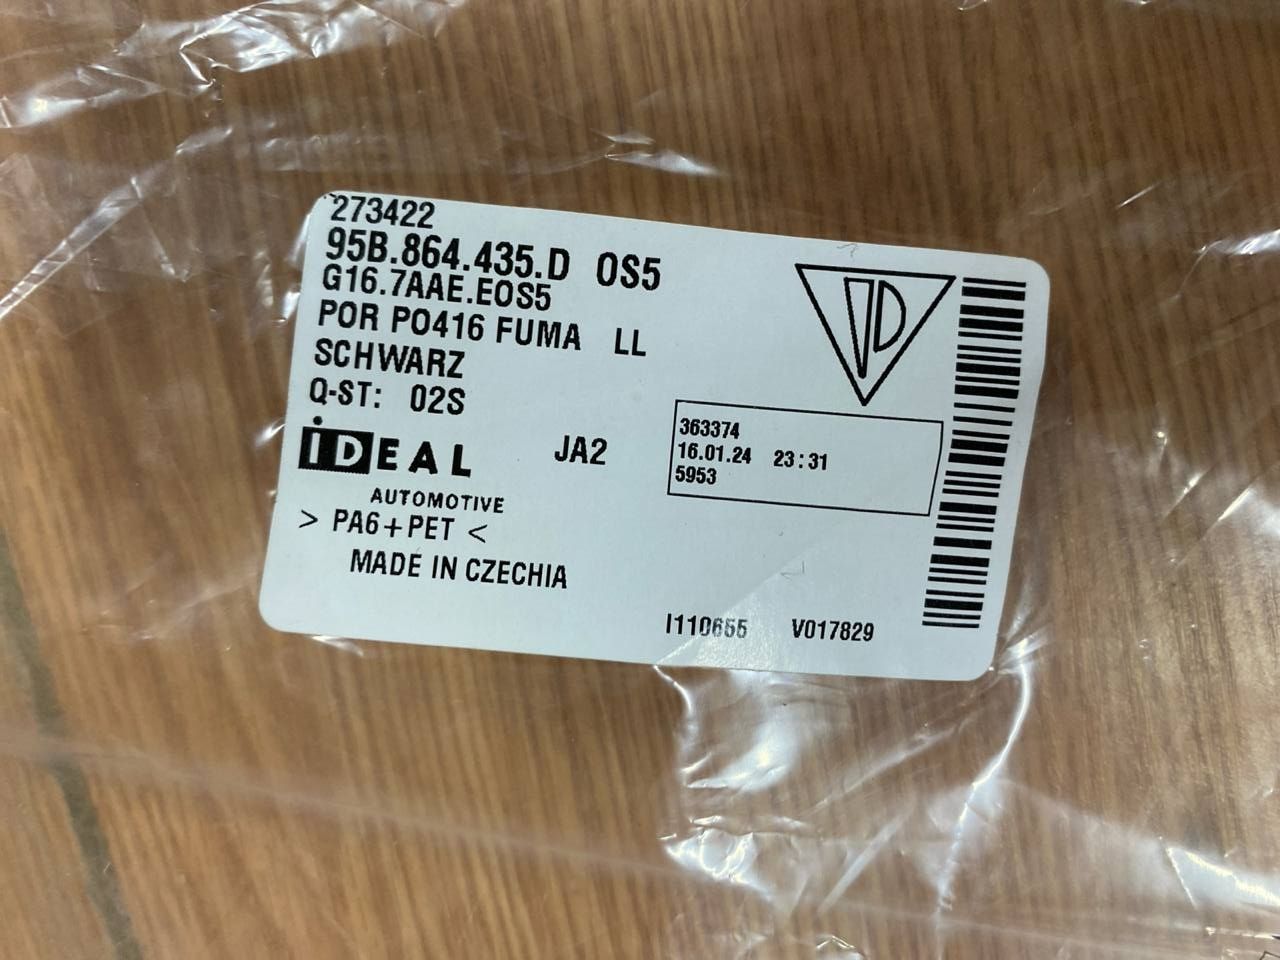 273422
95B.864.435.D OS5
G16.7AAE.EOS5
POR PO416 FUMA LL
SCHWARZ
Q-ST: 02S
iDEAL
AUTOMOTIVE
JA2
363374
16.01.24 23:31
5953
> PA6+PET <
MADE IN CZECHIA
I110655 V017829